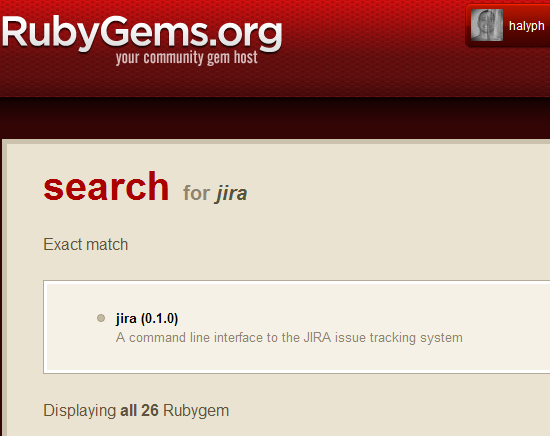 RubyGems.org
your community gem host
halyph
search for jira
Exact match
jira (0.1.0)
A command line interface to the JIRA issue tracking system
Displaying all 26 Rubygem